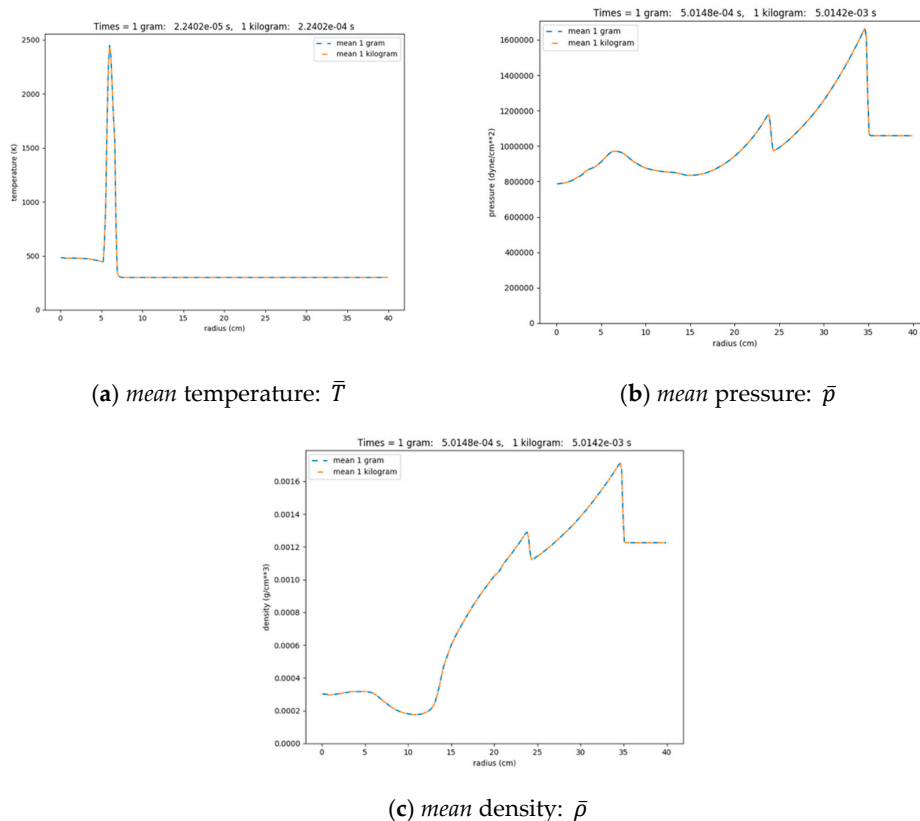 Times = 1 gram: 2.2402e-05 s, 1 kilogram: 2.2402e-04 s
mean 1 gram
mean 1 kilogram
2500
2000
1500
1000
500
0
temperature (K)
0 5 10 15 20 25 30 35 40
radius (cm)
(a) mean temperature: T̄
Times = 1 gram: 5.0148e-04 s, 1 kilogram: 5.0142e-03 s
mean 1 gram
mean 1 kilogram
1600000
1400000
1200000
1000000
800000
600000
400000
200000
0
pressure (dyne/cm**2)
0 5 10 15 20 25 30 35 40
radius (cm)
(b) mean pressure: p̄
Times = 1 gram: 5.0148e-04 s, 1 kilogram: 5.0142e-03 s
mean 1 gram
mean 1 kilogram
0.0016
0.0014
0.0012
0.0010
0.0008
0.0006
0.0004
0.0002
0.0000
density (g/cm**3)
0 5 10 15 20 25 30 35 40
radius (cm)
(c) mean density: ρ̄